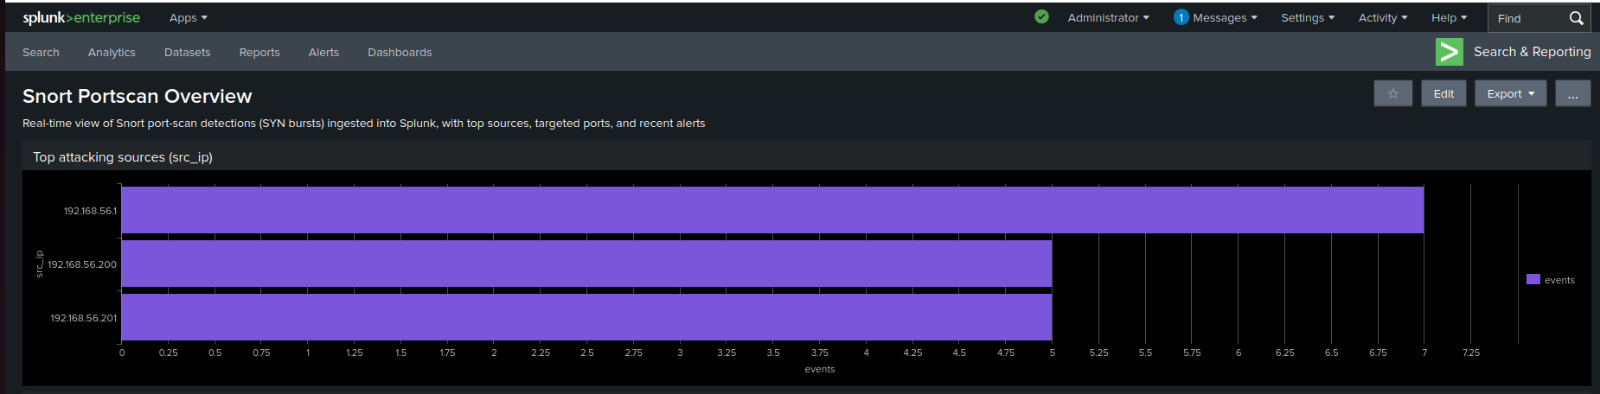 splunk>enterprise Apps Administrator 1 Messages Settings Activity Help Find
Search Analytics Datasets Reports Alerts Dashboards > Search & Reporting
Snort Portscan Overview Edit Export ...
Real-time view of Snort port-scan detections (SYN bursts) ingested into Splunk, with top sources, targeted ports, and recent alerts
Top attacking sources (src_ip)
192.168.56.1
src_ip
192.168.56.200
events
192.168.56.201
0 0.25 0.5 0.75 1 1.25 1.5 1.75 2 2.25 2.5 2.75 3 3.25 3.5 3.75 4 4.25 4.5 4.75 5 5.25 5.5 5.75 6 6.25 6.5 6.75 7 7.25
events